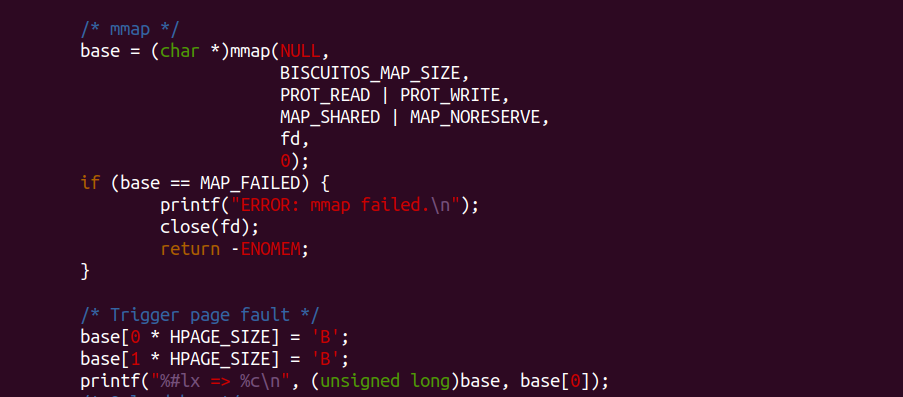 /* mmap */
base = (char *)mmap(NULL,
BISCUITOS_MAP_SIZE,
PROT_READ | PROT_WRITE,
MAP_SHARED | MAP_NORESERVE,
fd,
0);
if (base == MAP_FAILED) {
printf("ERROR: mmap failed.\n");
close(fd);
return -ENOMEM;
}
/* Trigger page fault */
base[0 * HPAGE_SIZE] = 'B';
base[1 * HPAGE_SIZE] = 'B';
printf("%#lx => %c\n", (unsigned long)base, base[0]);